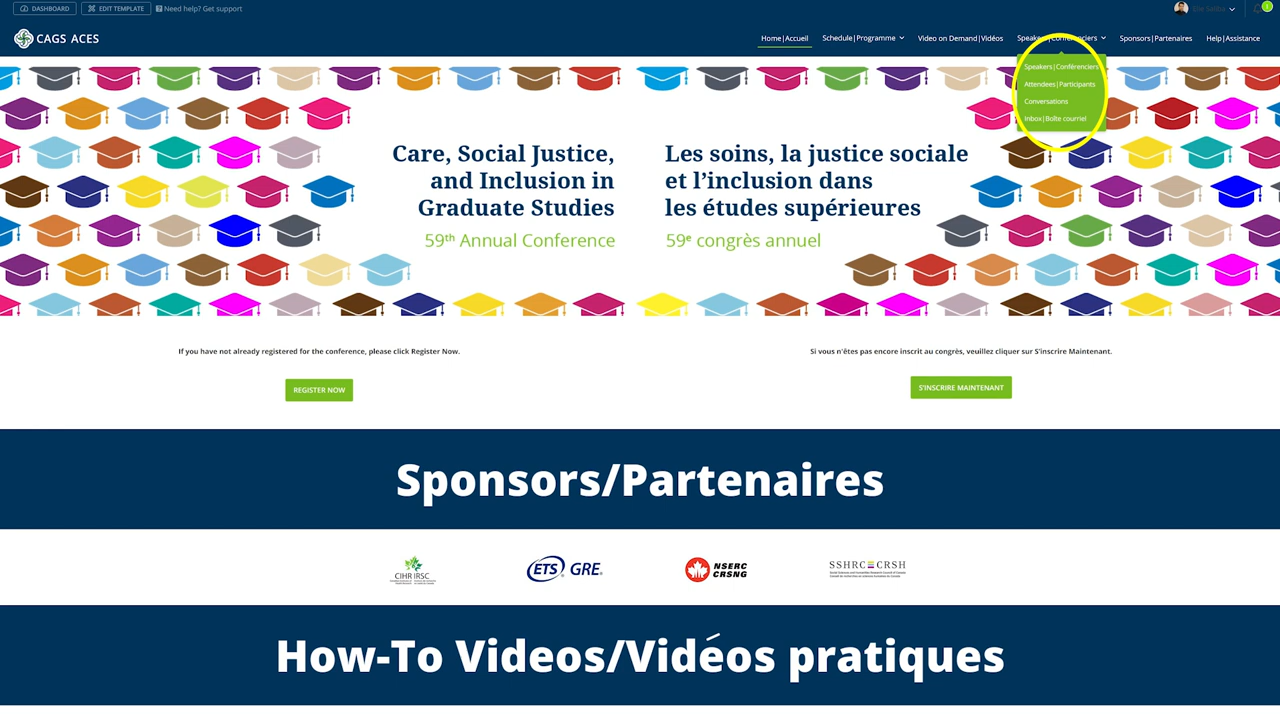 DASHBOARD
EDIT TEMPLATE
Need help? Get support
1
CAGS ACES
Home|Accueil
Schedule|Programme
Video on Demand|Vidéos
Speakers|Conférenciers
Sponsors|Partenaires
Help|Assistance
Speakers|Conférenciers
Attendees|Participants
Conversations
Inbox|Boîte courriel
Care, Social Justice,
and Inclusion in
Graduate Studies
59th Annual Conference
Les soins, la justice sociale
et l'inclusion dans
les études supérieures
59e congrès annuel
If you have not already registered for the conference, please click Register Now.
REGISTER NOW
Si vous n'êtes pas encore inscrit au congrès, veuillez cliquer sur S'inscrire Maintenant.
S'INSCRIRE MAINTENANT
Sponsors/Partenaires
CIHR IRSC
ETS GRE
NSERC
CRSNG
SSHRC CRSH
How-To Videos/Vidéos pratiques